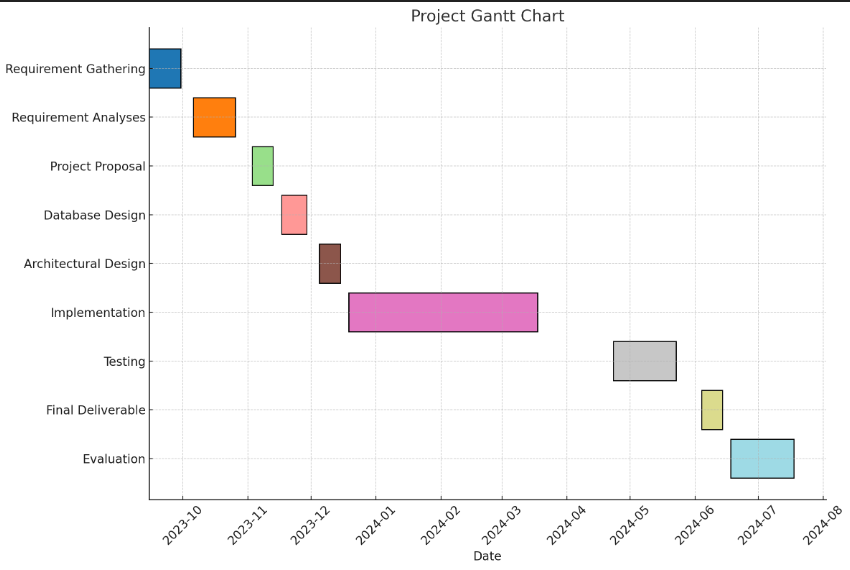 Project Gantt Chart
Requirement Gathering
Requirement Analyses
Project Proposal
Database Design
Architectural Design
Implementation
Testing
Final Deliverable
Evaluation
2023-10
2023-11
2023-12
2024-01
2024-02
2024-03
2024-04
2024-05
2024-06
2024-07
2024-08
Date